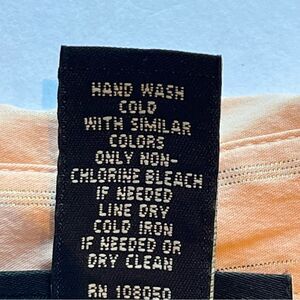 HAND WASH
COLD
WITH SIMILAR
COLORS
ONLY NON-
CHLORINE BLEACH
IF NEEDED
LINE DRY
COLD IRON
IF NEEDED OR
DRY CLEAN
RN 108050